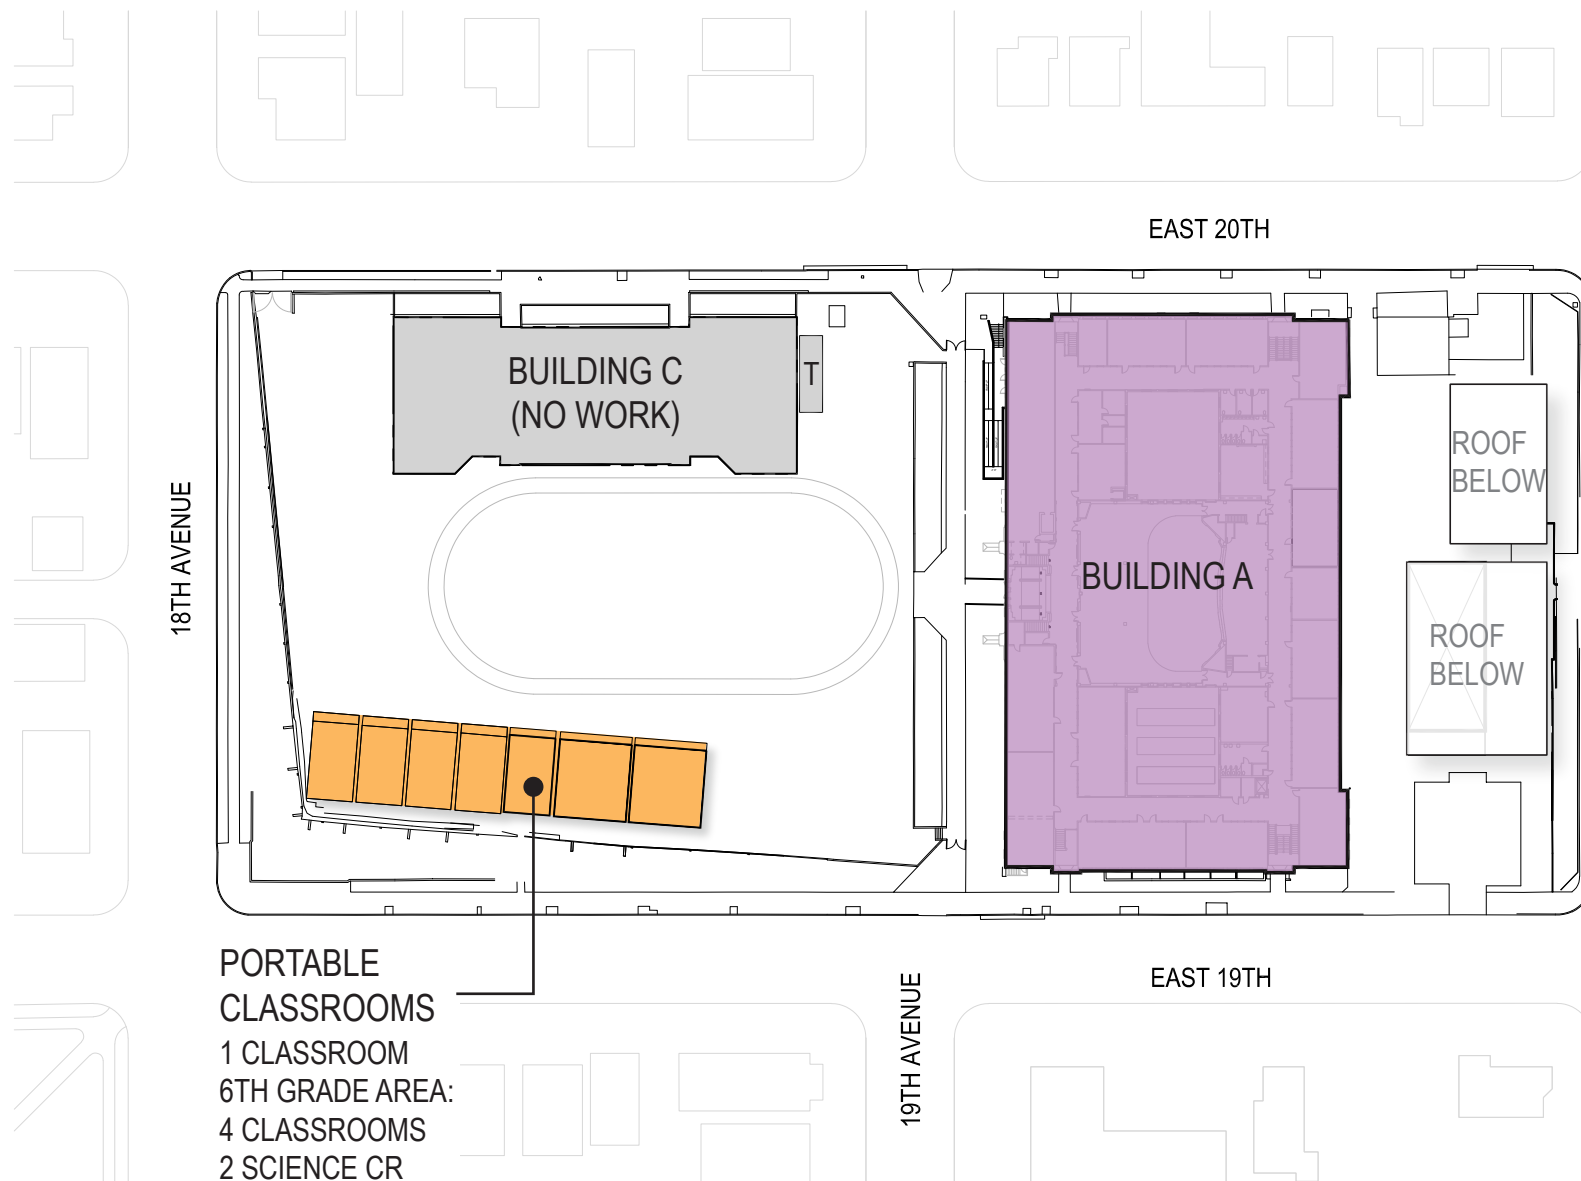 EAST 20TH
BUILDING C
(NO WORK)
T
ROOF
BELOW
18TH AVENUE
BUILDING A
ROOF
BELOW
PORTABLE
CLASSROOMS
1 CLASSROOM
6TH GRADE AREA:
4 CLASSROOMS
2 SCIENCE CR
19TH AVENUE
EAST 19TH